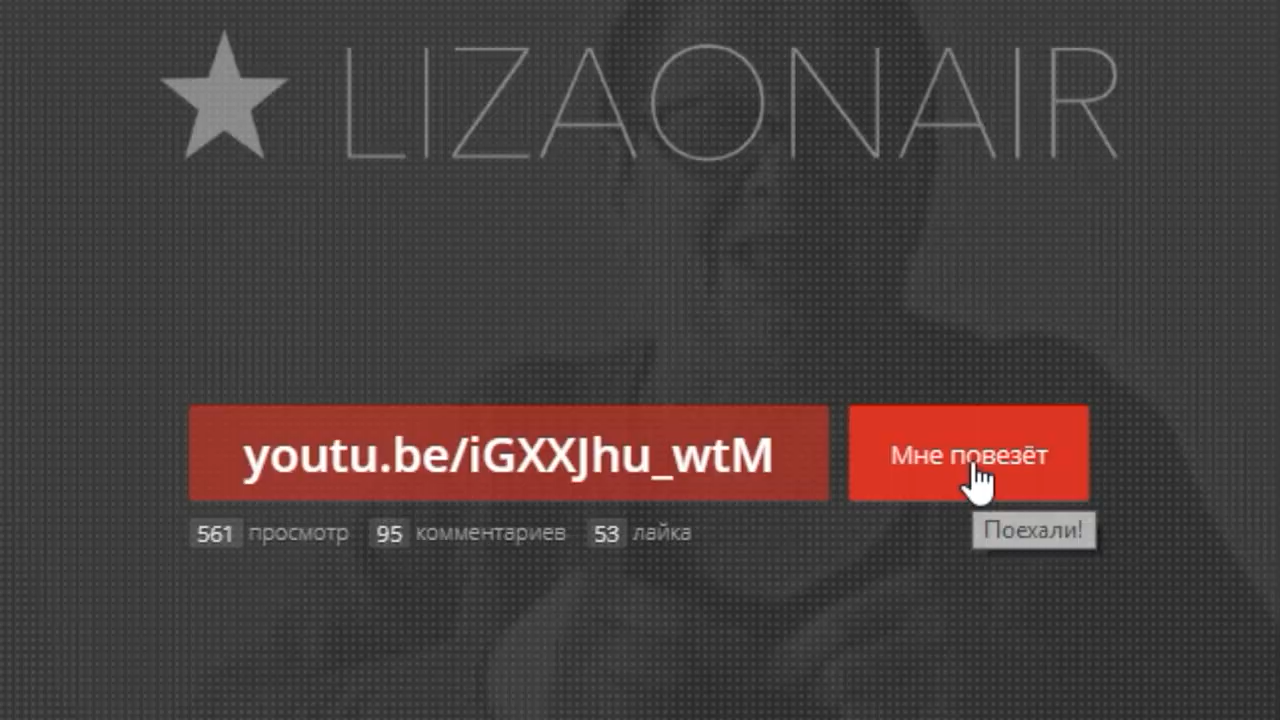 ★ LIZAONAIR
youtu.be/iGXXJhu_wtM Мне повезёт
561 просмотр 95 комментариев 53 лайка
Поехали!